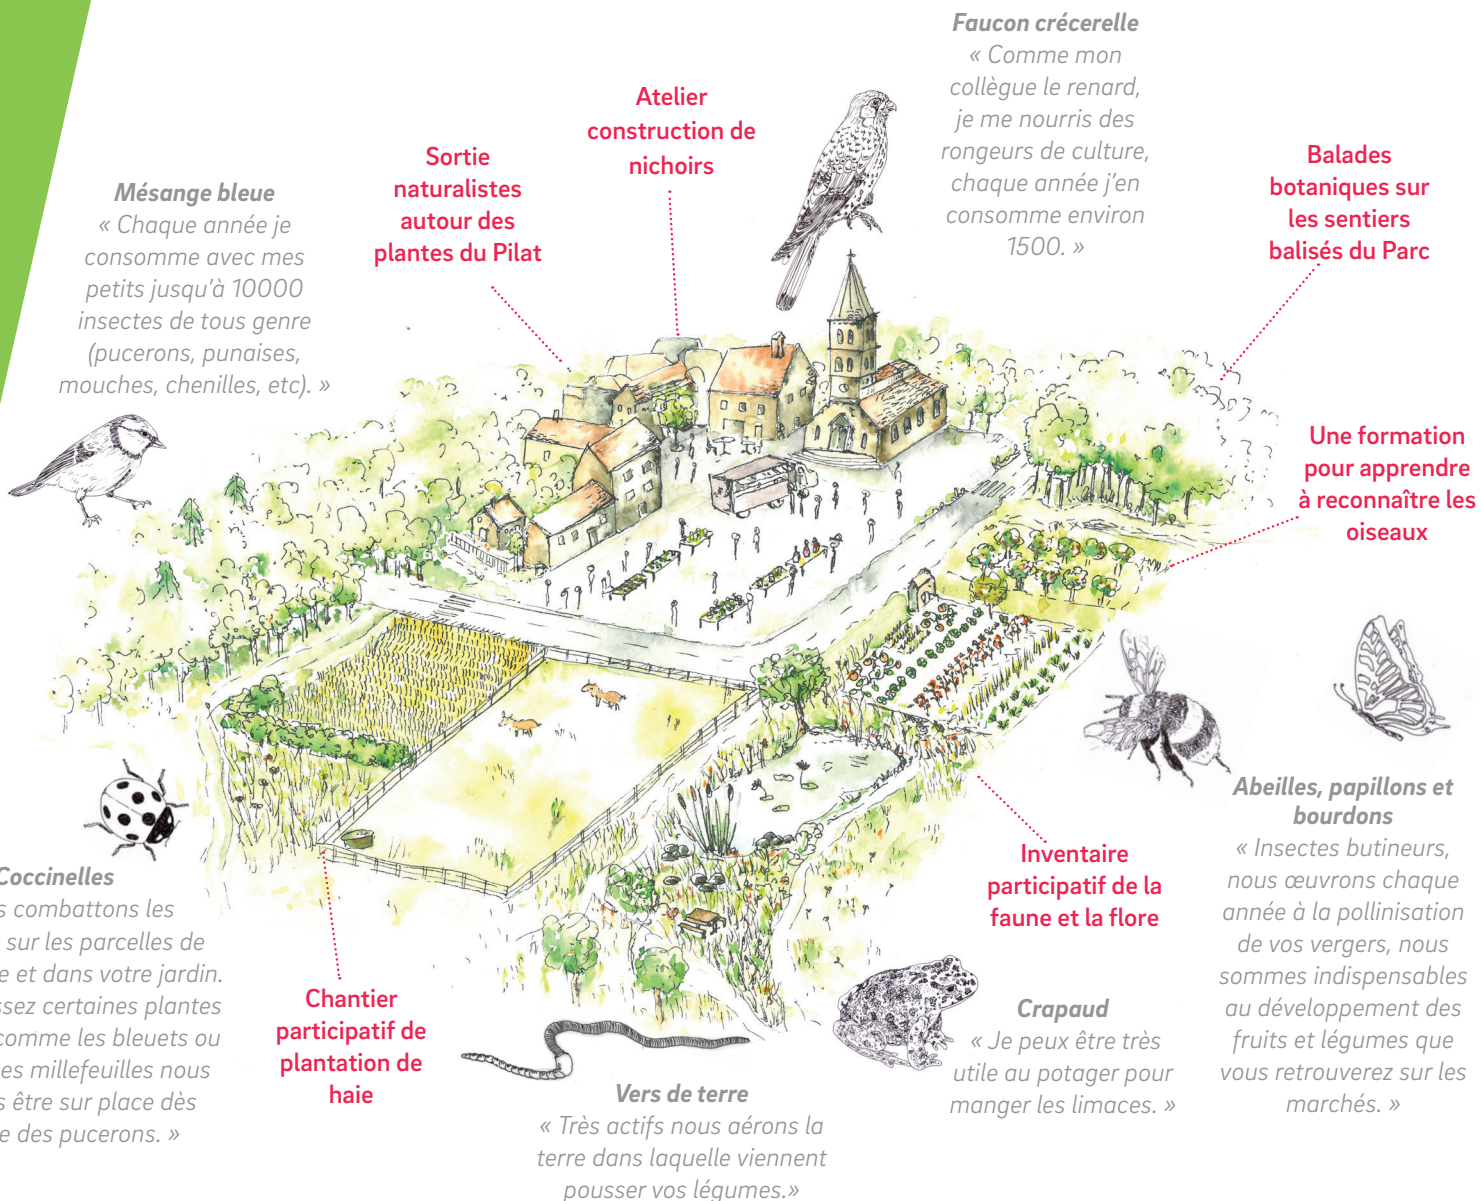 Faucon crécerelle
« Comme mon
collègue le renard,
je me nourris des
rongeurs de culture,
chaque année j'en
consomme environ
1500. »
Atelier
construction de
nichoirs
Sortie
naturalistes
autour des
plantes du Pilat
Balades
botaniques sur
les sentiers
balisés du Parc
Mésange bleue
« Chaque année je
consomme avec mes
petits jusqu'à 10000
insectes de tous genre
(pucerons, punaises,
mouches, chenilles, etc). »
Une formation
pour apprendre
à reconnaître les
oiseaux
Abeilles, papillons et
bourdons
« Insectes butineurs,
nous œuvrons chaque
année à la pollinisation
de vos vergers, nous
sommes indispensables
au développement des
fruits et légumes que
vous retrouverez sur les
marchés. »
Inventaire
participatif de la
faune et la flore
Coccinelles
combattons les
sur les parcelles de
et dans votre jardin.
certaines plantes
comme les bleuets ou
millefeuilles nous
être sur place dès
des pucerons. »
Chantier
participatif de
plantation de
haie
Crapaud
« Je peux être très
utile au potager pour
manger les limaces. »
Vers de terre
« Très actifs nous aérons la
terre dans laquelle viennent
pousser vos légumes.»